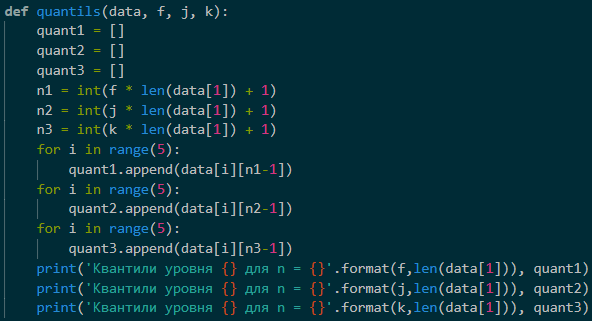 def quantils(data, f, j, k):
    quant1 = []
    quant2 = []
    quant3 = []
    n1 = int(f * len(data[1]) + 1)
    n2 = int(j * len(data[1]) + 1)
    n3 = int(k * len(data[1]) + 1)
    for i in range(5):
        quant1.append(data[i][n1-1])
    for i in range(5):
        quant2.append(data[i][n2-1])
    for i in range(5):
        quant3.append(data[i][n3-1])
    print('Квантили уровня {} для n = {}'.format(f,len(data[1])), quant1)
    print('Квантили уровня {} для n = {}'.format(j,len(data[1])), quant2)
    print('Квантили уровня {} для n = {}'.format(k,len(data[1])), quant3)